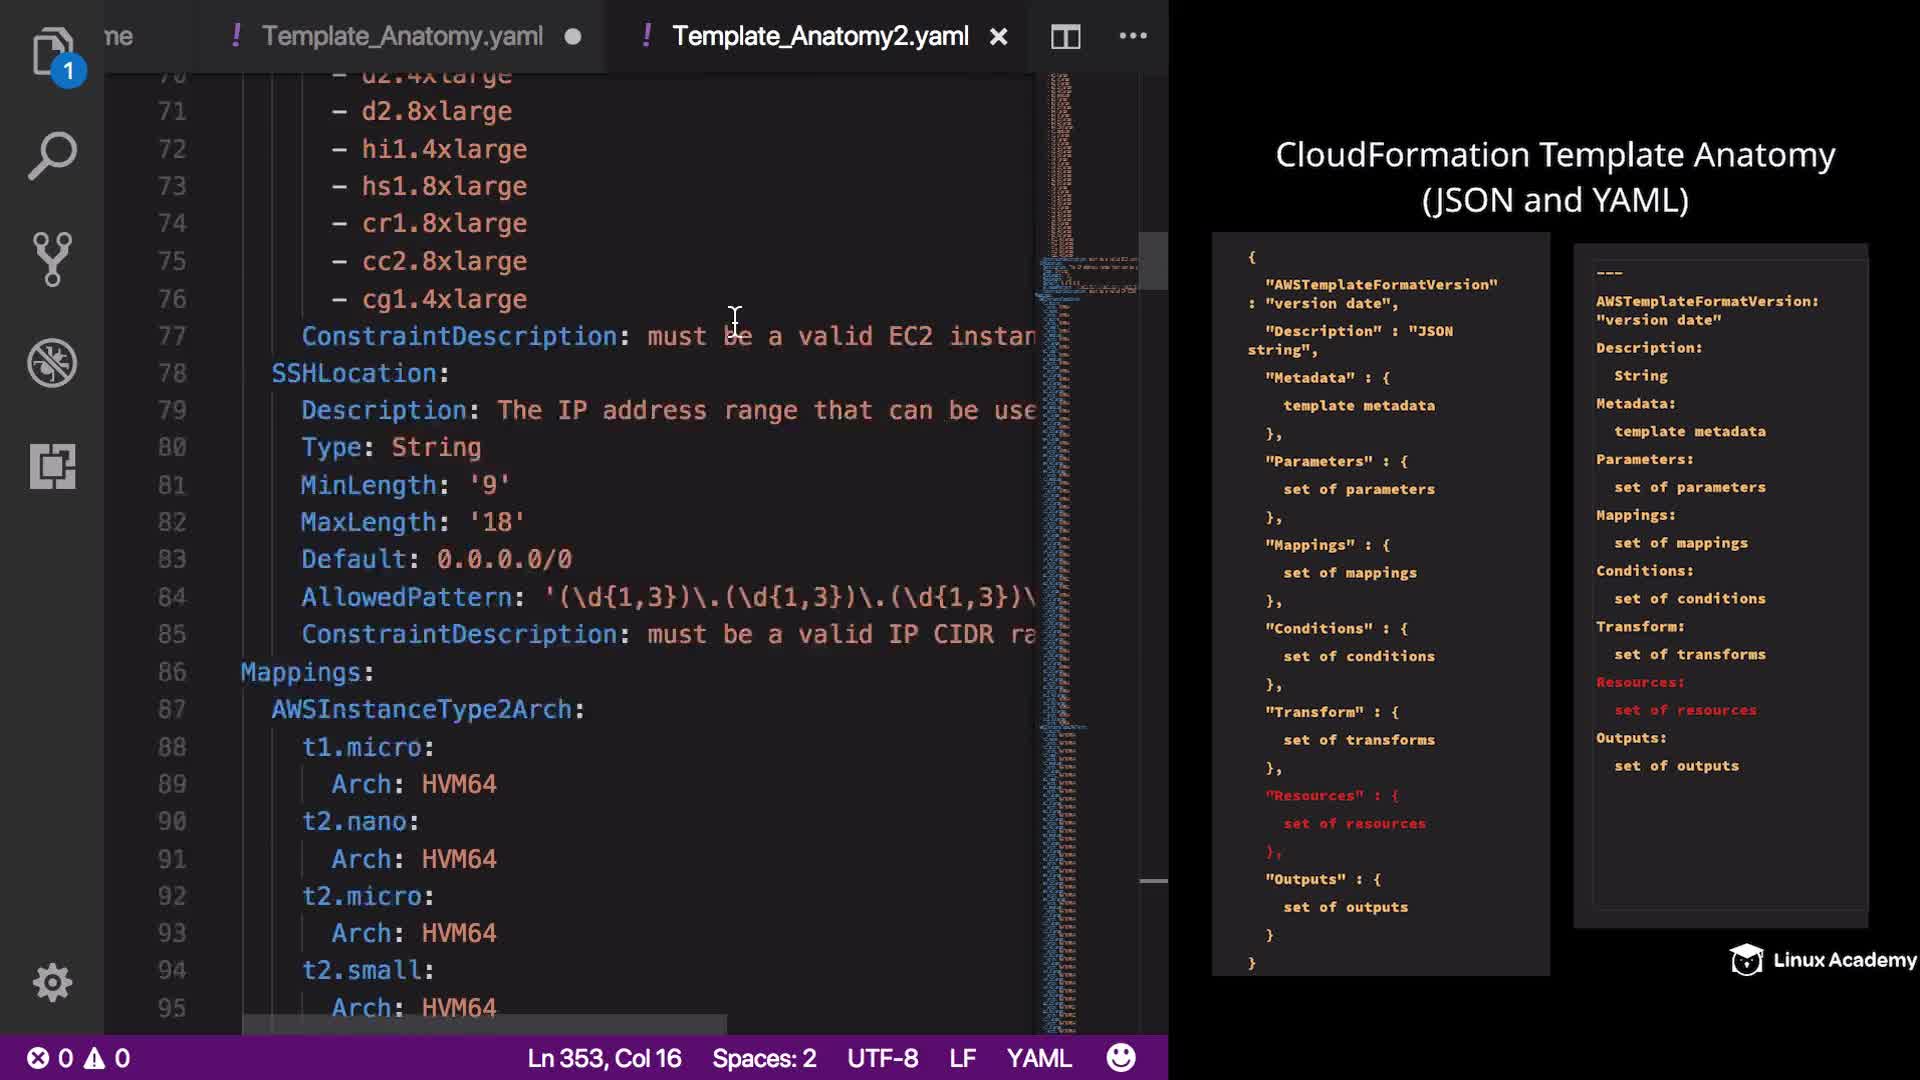 me
! Template_Anatomy.yaml
! Template_Anatomy2.yaml
1
70 - d2.4xlarge
71 - d2.8xlarge
72 - hi1.4xlarge
73 - hs1.8xlarge
74 - cr1.8xlarge
75 - cc2.8xlarge
76 - cg1.4xlarge
77 ConstraintDescription: must be a valid EC2 instan
78 SSHLocation:
79 Description: The IP address range that can be use
80 Type: String
81 MinLength: '9'
82 MaxLength: '18'
83 Default: 0.0.0.0/0
84 AllowedPattern: '(\d{1,3})\.(\d{1,3})\.(\d{1,3})\
85 ConstraintDescription: must be a valid IP CIDR ra
86 Mappings:
87 AWSInstanceType2Arch:
88 t1.micro:
89 Arch: HVM64
90 t2.nano:
91 Arch: HVM64
92 t2.micro:
93 Arch: HVM64
94 t2.small:
95 Arch: HVM64
0 0
Ln 353, Col 16
Spaces: 2
UTF-8
LF
YAML
CloudFormation Template Anatomy
(JSON and YAML)
{
"AWSTemplateFormatVersion"
: "version date",
"Description" : "JSON
string",
"Metadata" : {
template metadata
},
"Parameters" : {
set of parameters
},
"Mappings" : {
set of mappings
},
"Conditions" : {
set of conditions
},
"Transform" : {
set of transforms
},
"Resources" : {
set of resources
},
"Outputs" : {
set of outputs
}
}
---
AWSTemplateFormatVersion:
"version date"
Description:
String
Metadata:
template metadata
Parameters:
set of parameters
Mappings:
set of mappings
Conditions:
set of conditions
Transform:
set of transforms
Resources:
set of resources
Outputs:
set of outputs
Linux Academy